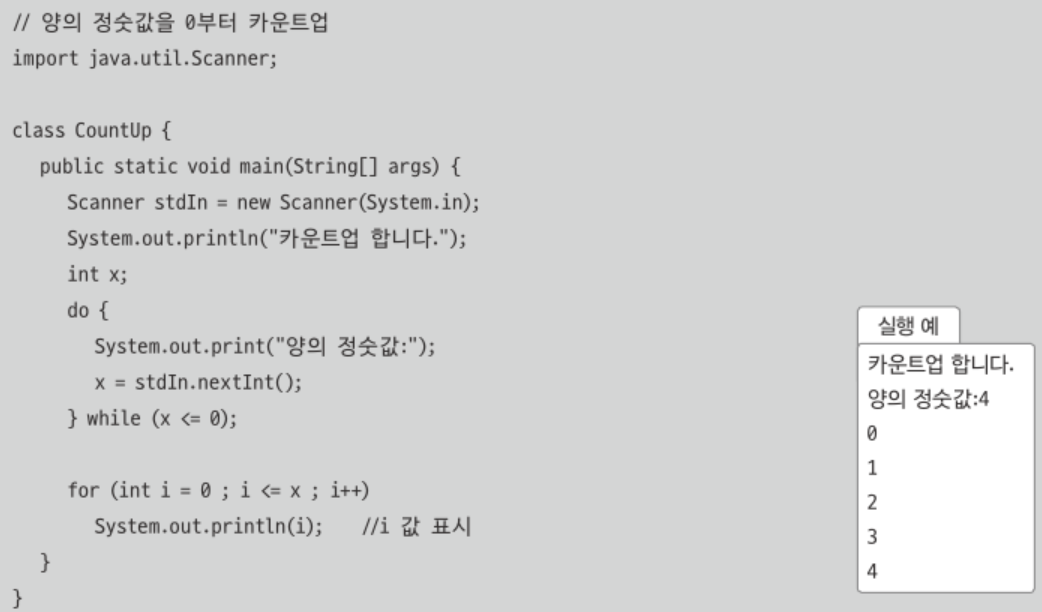 // 양의 정숫값을 0부터 카운트업
import java.util.Scanner;
class CountUp {
public static void main(String[] args) {
Scanner stdIn = new Scanner(System.in);
System.out.println("카운트업 합니다.");
int x;
do {
System.out.print("양의 정숫값:");
x = stdIn.nextInt();
} while (x <= 0);
for (int i = 0 ; i <= x ; i++)
System.out.println(i); //i 값 표시
}
}
실행 예
카운트업 합니다.
양의 정숫값:4
0
1
2
3
4